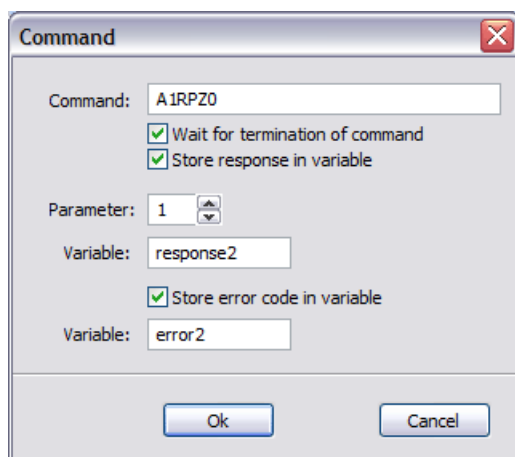 Command
Command: A1RPZ0
Wait for termination of command
Store response in variable
Parameter: 1
Variable: response2
Store error code in variable
Variable: error2
Ok Cancel